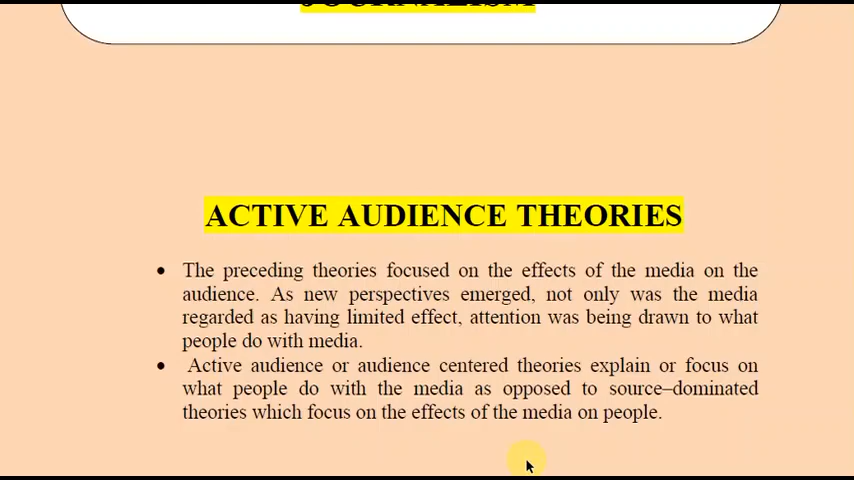 JOURNALISM
ACTIVE AUDIENCE THEORIES
• The preceding theories focused on the effects of the media on the
audience. As new perspectives emerged, not only was the media
regarded as having limited effect, attention was being drawn to what
people do with media.
• Active audience or audience centered theories explain or focus on
what people do with the media as opposed to source–dominated
theories which focus on the effects of the media on people.